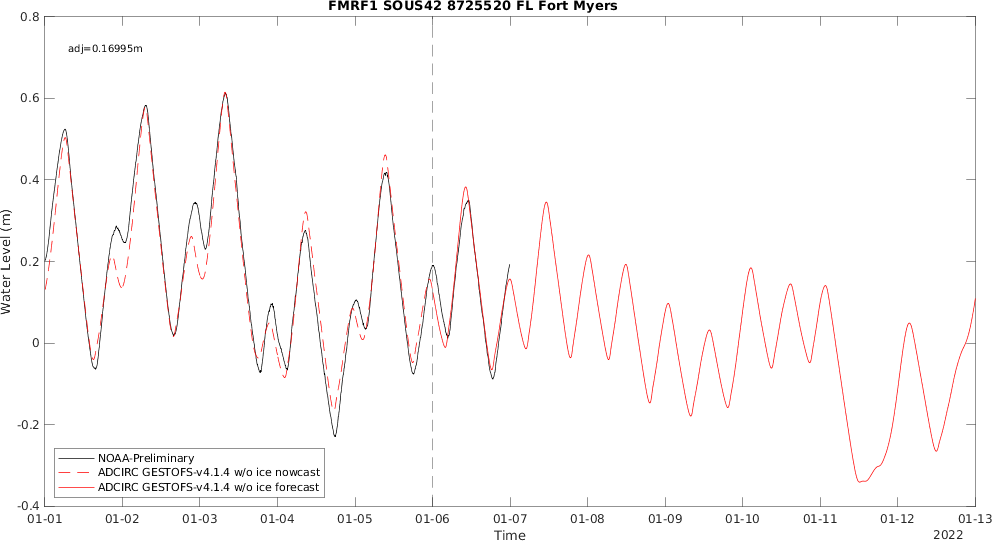 FMRF1 SOUS42 8725520 FL Fort Myers
0.8
adj=0.16995m
0.6
0.4
0.2
0
-0.2
-0.4
Water Level (m)
NOAA-Preliminary
ADCIRC GESTOFS-v4.1.4 w/o ice nowcast
ADCIRC GESTOFS-v4.1.4 w/o ice forecast
01-01 01-02 01-03 01-04 01-05 01-06 01-07 01-08 01-09 01-10 01-11 01-12 01-13
Time
2022